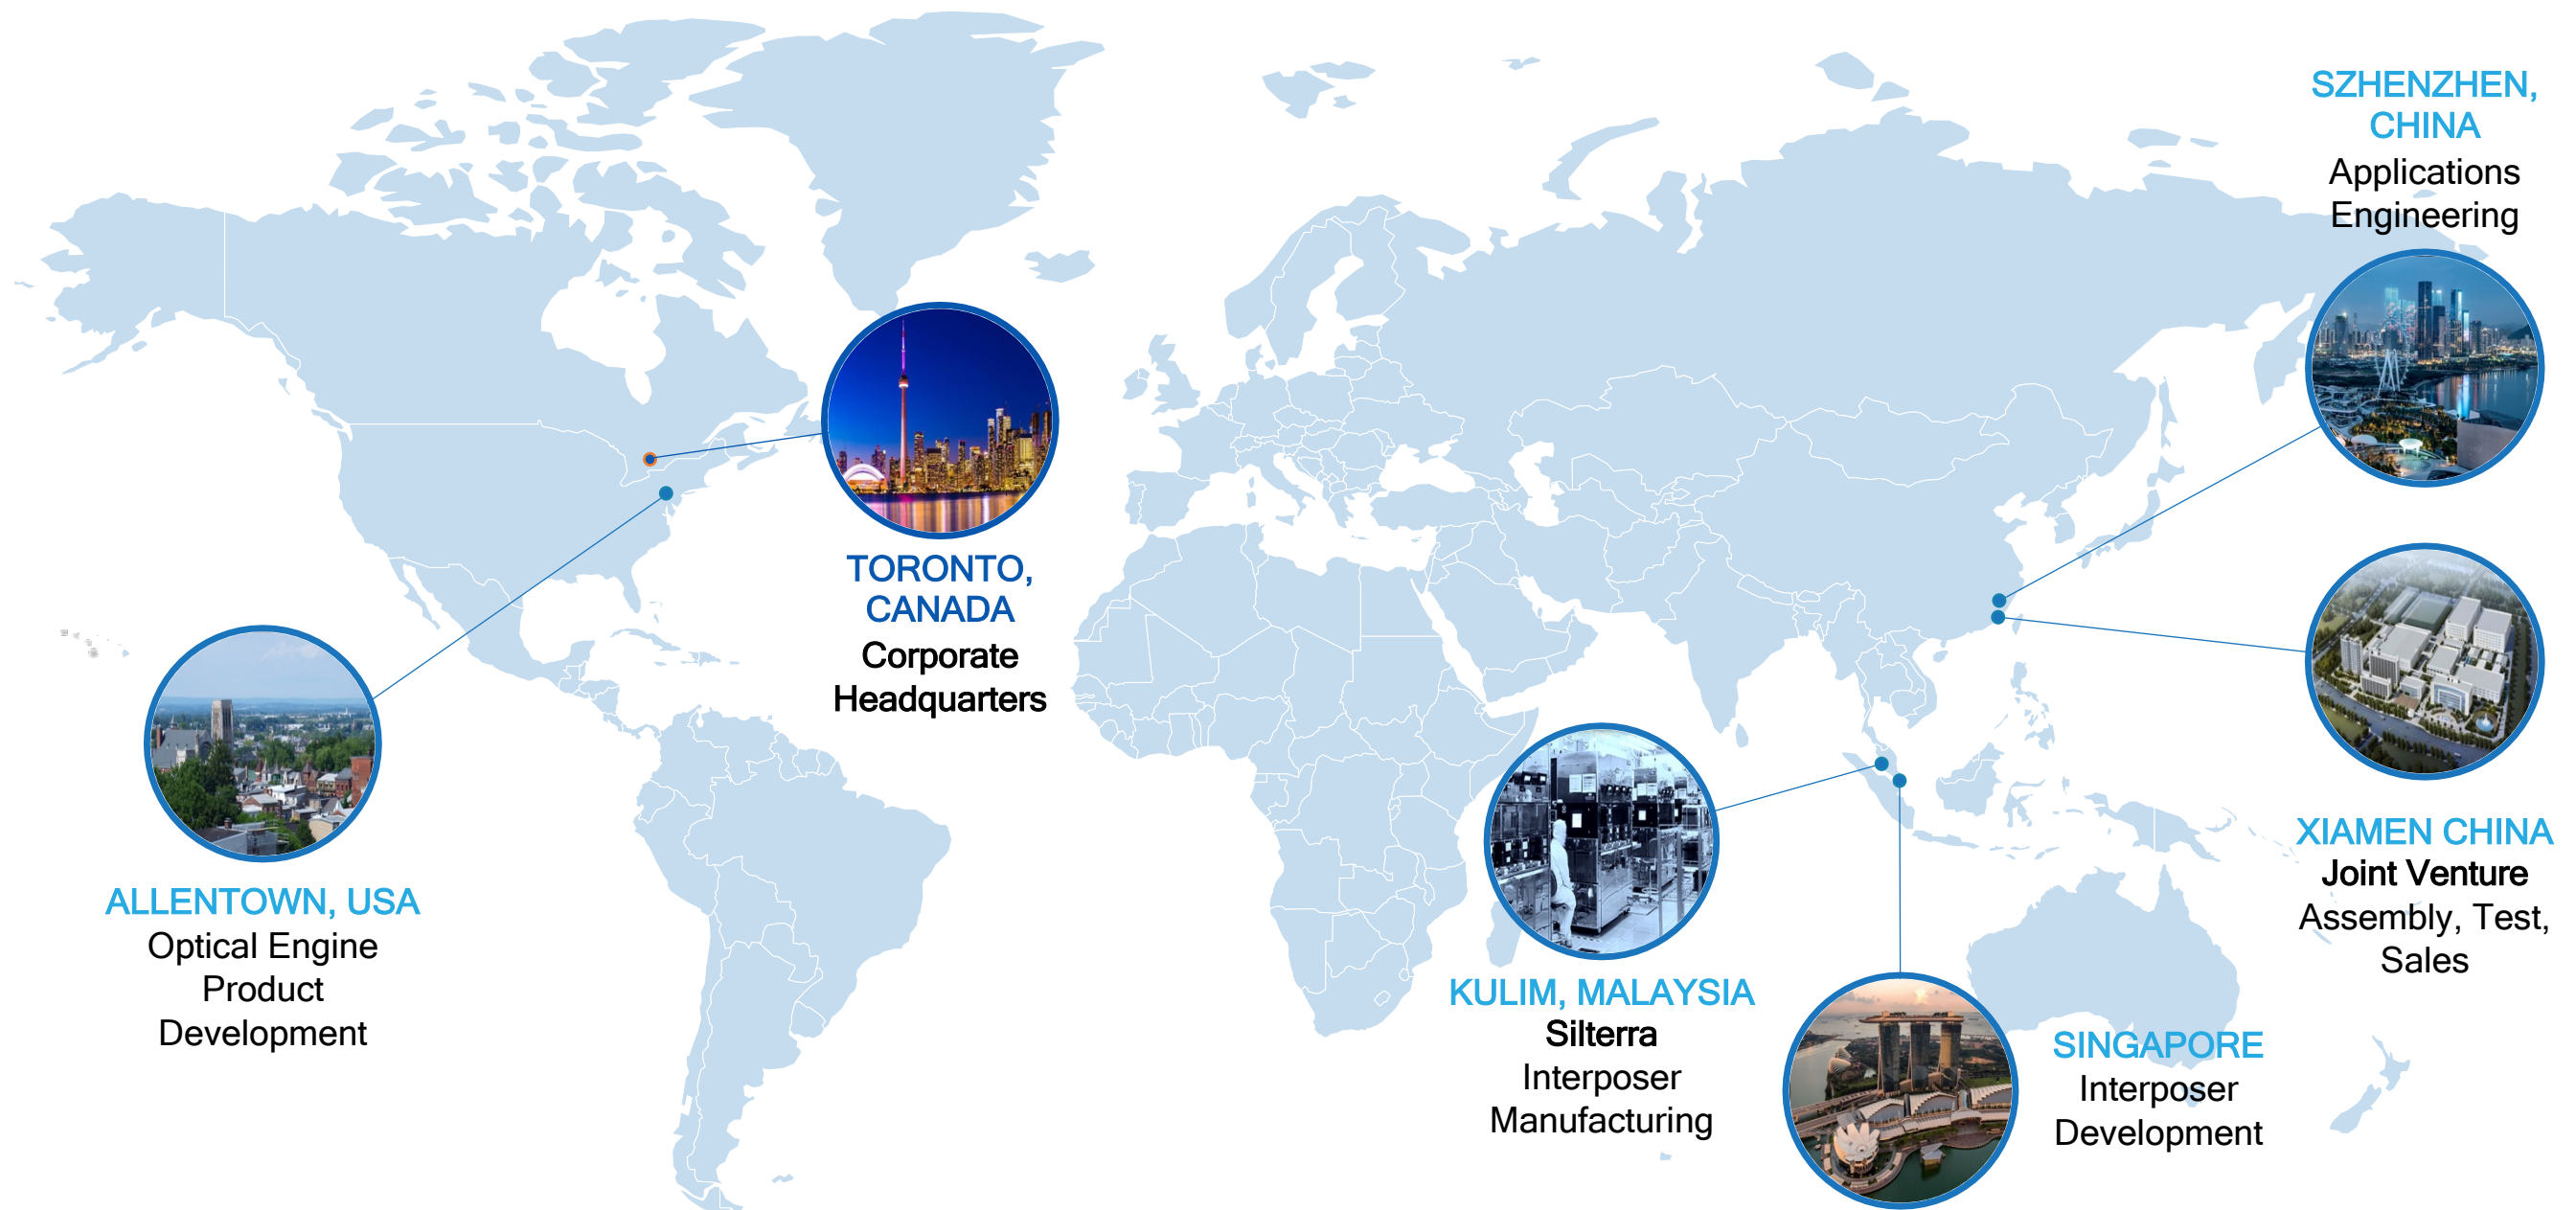 SZHENZHEN,
CHINA
Applications
Engineering
TORONTO,
CANADA
Corporate
Headquarters
ALLENTOWN, USA
Optical Engine
Product
Development
XIAMEN CHINA
Joint Venture
Assembly, Test,
Sales
KULIM, MALAYSIA
Silterra
Interposer
Manufacturing
SINGAPORE
Interposer
Development